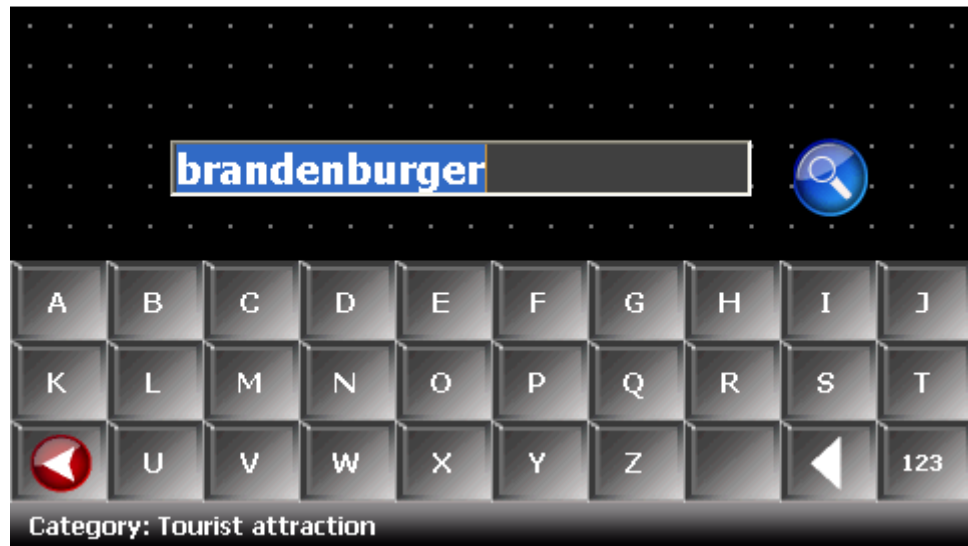 brandenburger
A B C D E F G H I J
K L M N O P Q R S T
U V W X Y Z 123
Category: Tourist attraction